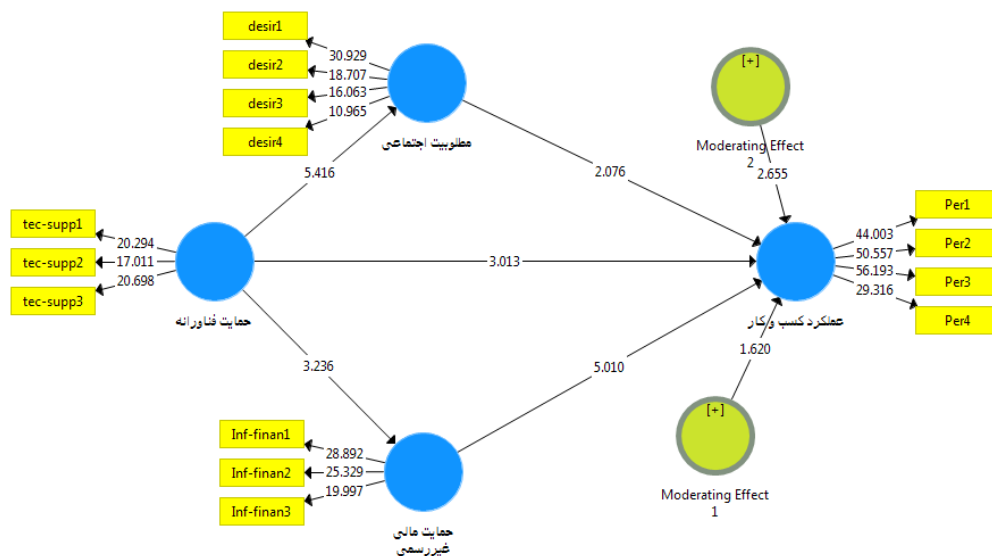 desir1
desir2
desir3
desir4
30.929
18.707
16.063
10.965
مطلوبیت اجتماعی
[+]
Moderating Effect
2
2.655
5.416
2.076
tec-supp1
tec-supp2
tec-supp3
20.294
17.011
20.698
حمایت فناورانه
3.013
عملکرد کسب و کار
44.003
50.557
56.193
29.316
Per1
Per2
Per3
Per4
3.236
5.010
1.620
[+]
Moderating Effect
1
Inf-finan1
Inf-finan2
Inf-finan3
28.892
25.329
19.997
حمایت مالی
غیررسمی